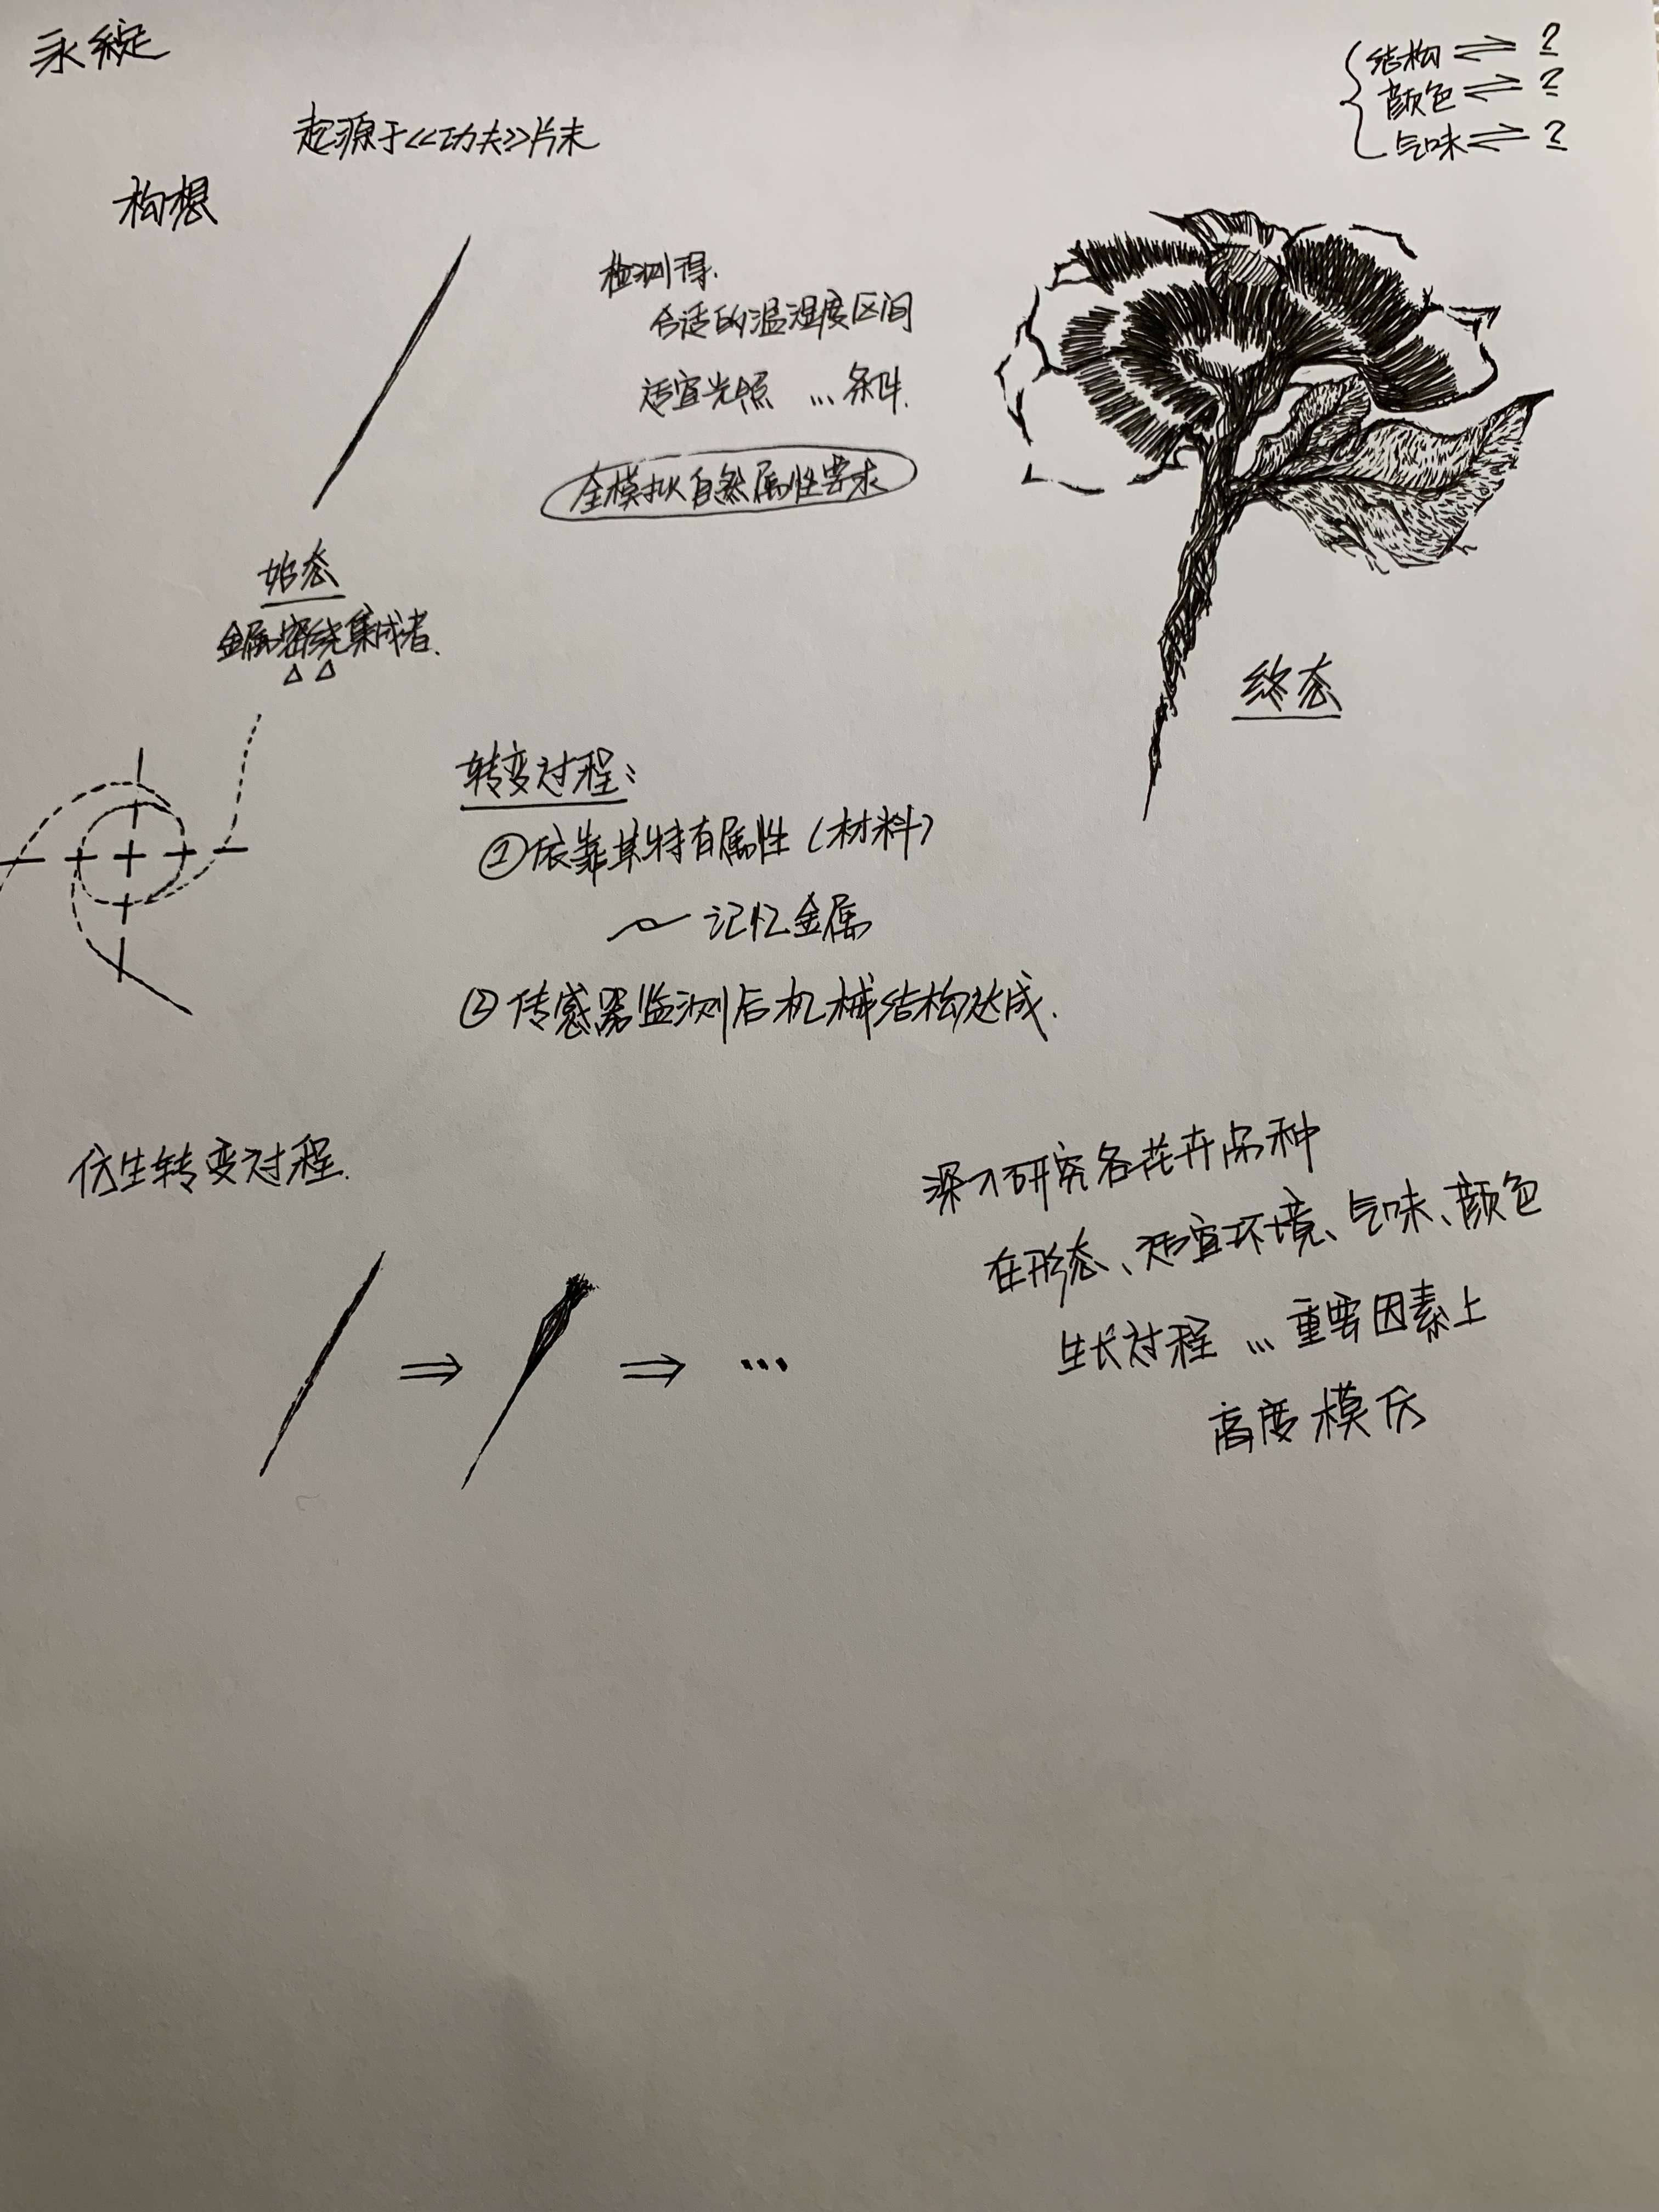 永绽
结构 ⇌ ?
颜色 ⇌ ?
气味 ⇌ ?
起源于<<功夫>>片末
构想
检测得.
合适的温湿度区间
适宜光照 ... 条件.
全模拟自然属性要求
始态
金属密绕集成者.
终态
转变过程:
①依靠其特有属性(材料)
记忆金属
②传感器监测后机械结构达成.
仿生转变过程.
⇒ ⇒ ...
深入研究各花卉品种
在形态、适宜环境、气味、颜色
生长过程 ... 重要因素上
高度模仿